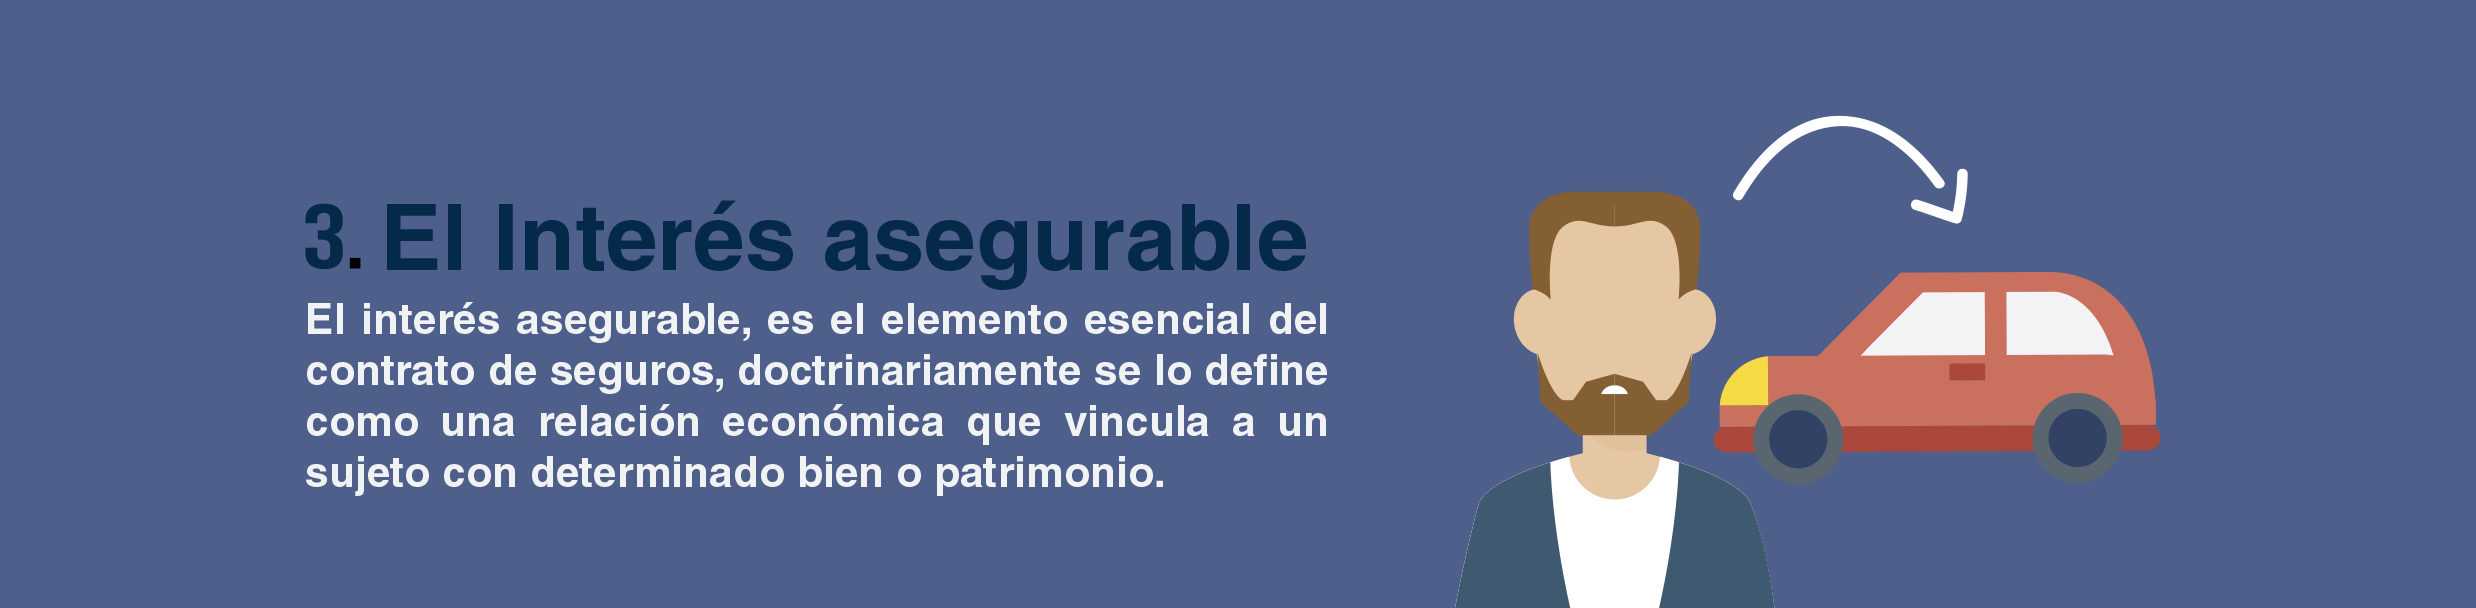 3. El Interés asegurable
El interés asegurable, es el elemento esencial del
contrato de seguros, doctrinariamente se lo define
como una relación económica que vincula a un
sujeto con determinado bien o patrimonio.